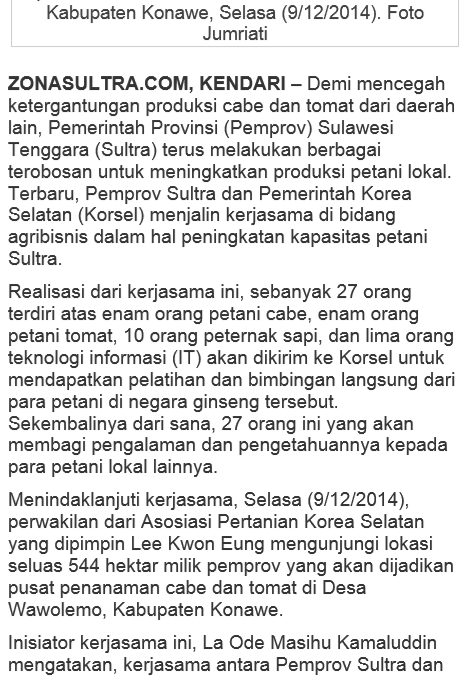 Kabupaten Konawe, Selasa (9/12/2014). Foto
Jumriati
ZONASULTRA.COM, KENDARI – Demi mencegah
ketergantungan produksi cabe dan tomat dari daerah
lain, Pemerintah Provinsi (Pemprov) Sulawesi
Tenggara (Sultra) terus melakukan berbagai
terobosan untuk meningkatkan produksi petani lokal.
Terbaru, Pemprov Sultra dan Pemerintah Korea
Selatan (Korsel) menjalin kerjasama di bidang
agribisnis dalam hal peningkatan kapasitas petani
Sultra.
Realisasi dari kerjasama ini, sebanyak 27 orang
terdiri atas enam orang petani cabe, enam orang
petani tomat, 10 orang peternak sapi, dan lima orang
teknologi informasi (IT) akan dikirim ke Korsel untuk
mendapatkan pelatihan dan bimbingan langsung dari
para petani di negara ginseng tersebut.
Sekembalinya dari sana, 27 orang ini yang akan
membagi pengalaman dan pengetahuannya kepada
para petani lokal lainnya.
Menindaklanjuti kerjasama, Selasa (9/12/2014),
perwakilan dari Asosiasi Pertanian Korea Selatan
yang dipimpin Lee Kwon Eung mengunjungi lokasi
seluas 544 hektar milik pemprov yang akan dijadikan
pusat penanaman cabe dan tomat di Desa
Wawolemo, Kabupaten Konawe.
Inisiator kerjasama ini, La Ode Masihu Kamaluddin
mengatakan, kerjasama antara Pemprov Sultra dan